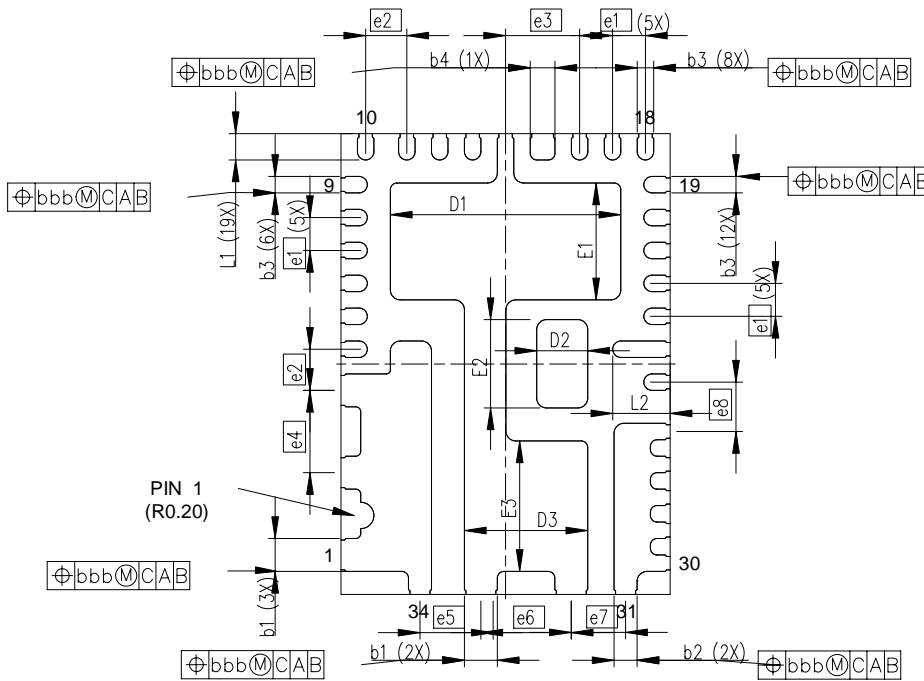 e2
e3
e1 (5X)
b4 (1X)
b3 (8X)
⌖bbbⓂCAB
⌖bbbⓂCAB
10
18
9
19
⌖bbbⓂCAB
⌖bbbⓂCAB
L1 (19X)
b3 (6X)
e1 (5X)
D1
E1
b3 (12X)
e1 (5X)
E2
D2
e2
L2
e8
e4
PIN 1
(R0.20)
E3
D3
1
30
⌖bbbⓂCAB
b1 (3X)
34
e5
e6
e7
31
b1 (2X)
b2 (2X)
⌖bbbⓂCAB
⌖bbbⓂCAB